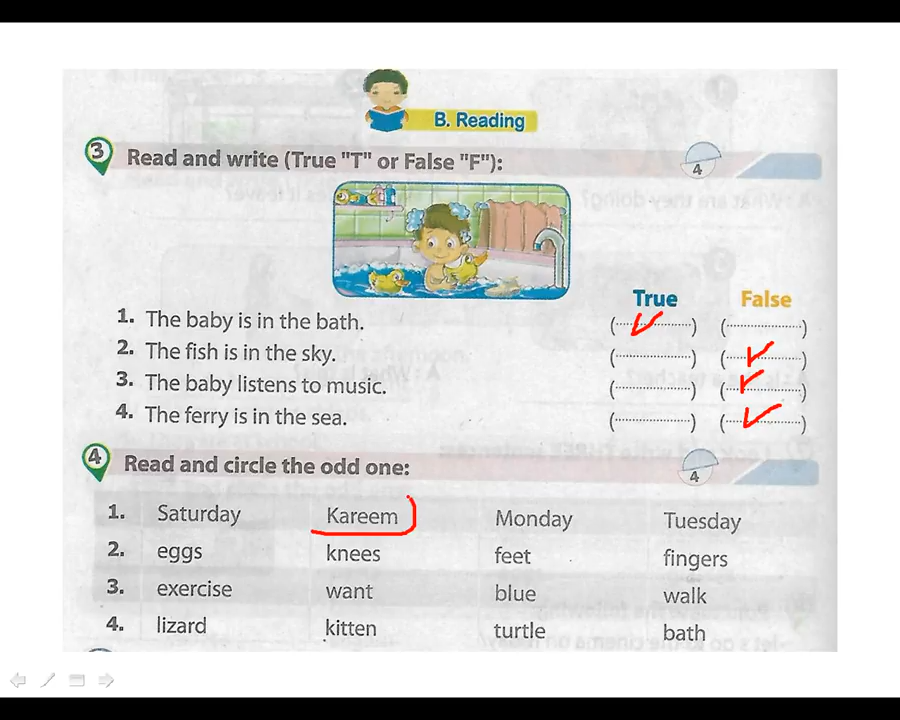 B. Reading
3 Read and write (True "T" or False "F"):
4
True False
1. The baby is in the bath. (..................) (..................)
2. The fish is in the sky. (..................) (..................)
3. The baby listens to music. (..................) (..................)
4. The ferry is in the sea. (..................) (..................)
4 Read and circle the odd one:
4
1. Saturday Kareem Monday Tuesday
2. eggs knees feet fingers
3. exercise want blue walk
4. lizard kitten turtle bath